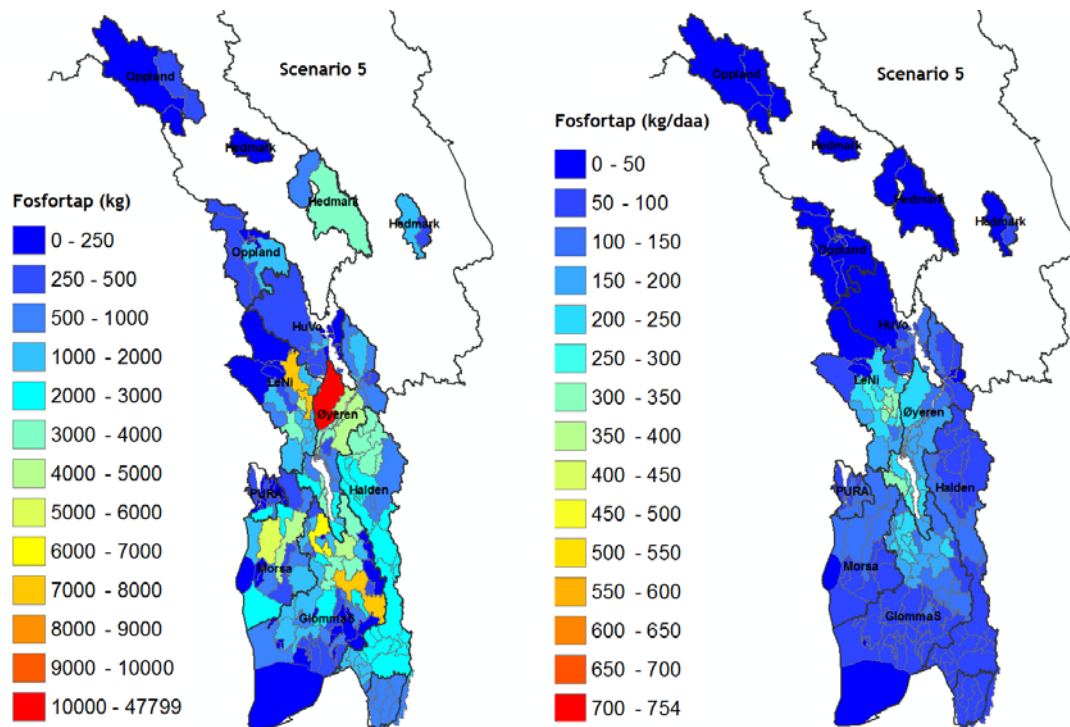 Scenario 5
Oppland
Hedmark
Hedmark
Hedmark
Oppland
HuVo
LeNi
Øyeren
Halden
PURA
Morsa
GlommaS
Fosfortap (kg)
0 - 250
250 - 500
500 - 1000
1000 - 2000
2000 - 3000
3000 - 4000
4000 - 5000
5000 - 6000
6000 - 7000
7000 - 8000
8000 - 9000
9000 - 10000
10000 - 47799
Scenario 5
Oppland
Hedmark
Hedmark
Hedmark
Oppland
HuVo
LeNi
Øyeren
Halden
PURA
Morsa
GlommaS
Fosfortap (kg/daa)
0 - 50
50 - 100
100 - 150
150 - 200
200 - 250
250 - 300
300 - 350
350 - 400
400 - 450
450 - 500
500 - 550
550 - 600
600 - 650
650 - 700
700 - 754